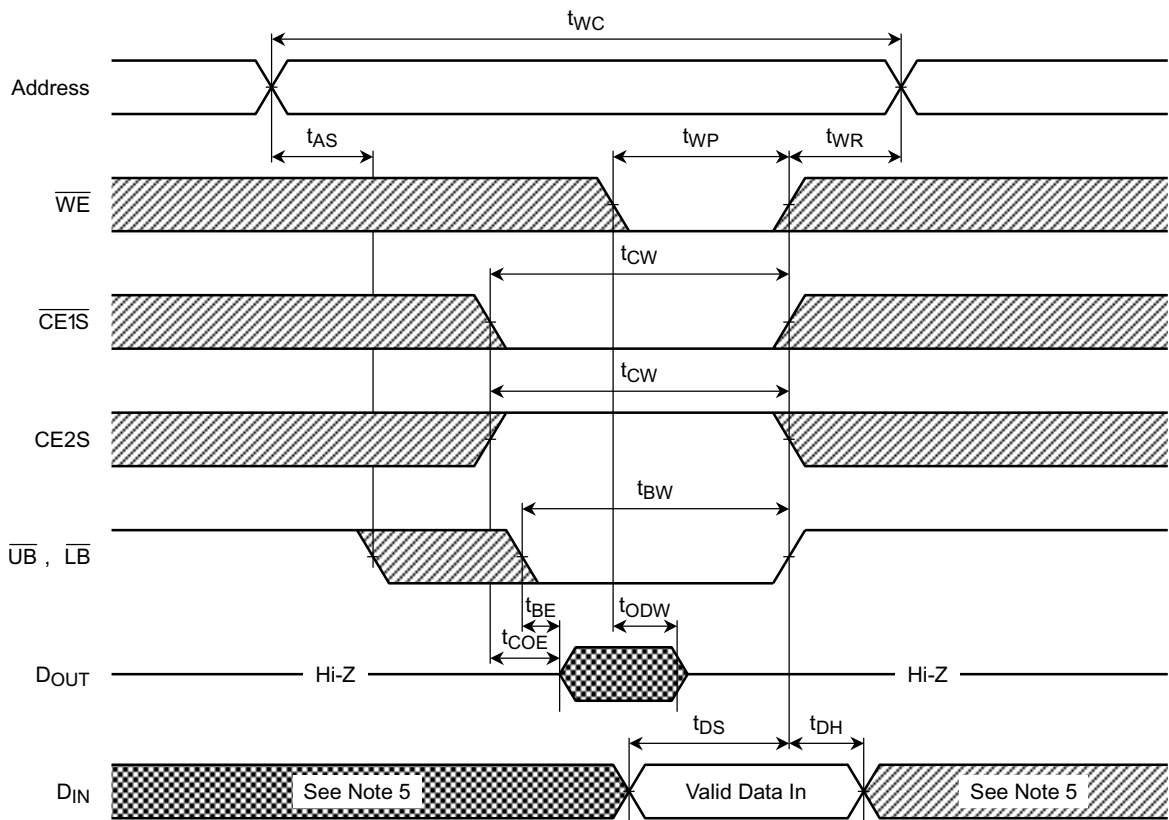 tWC
Address
tAS
tWP
tWR
WE
tCW
CE1S
tCW
CE2S
tBW
UB , LB
tBE
tODW
tCOE
DOUT
Hi-Z
Hi-Z
tDS
tDH
DIN
See Note 5
Valid Data In
See Note 5